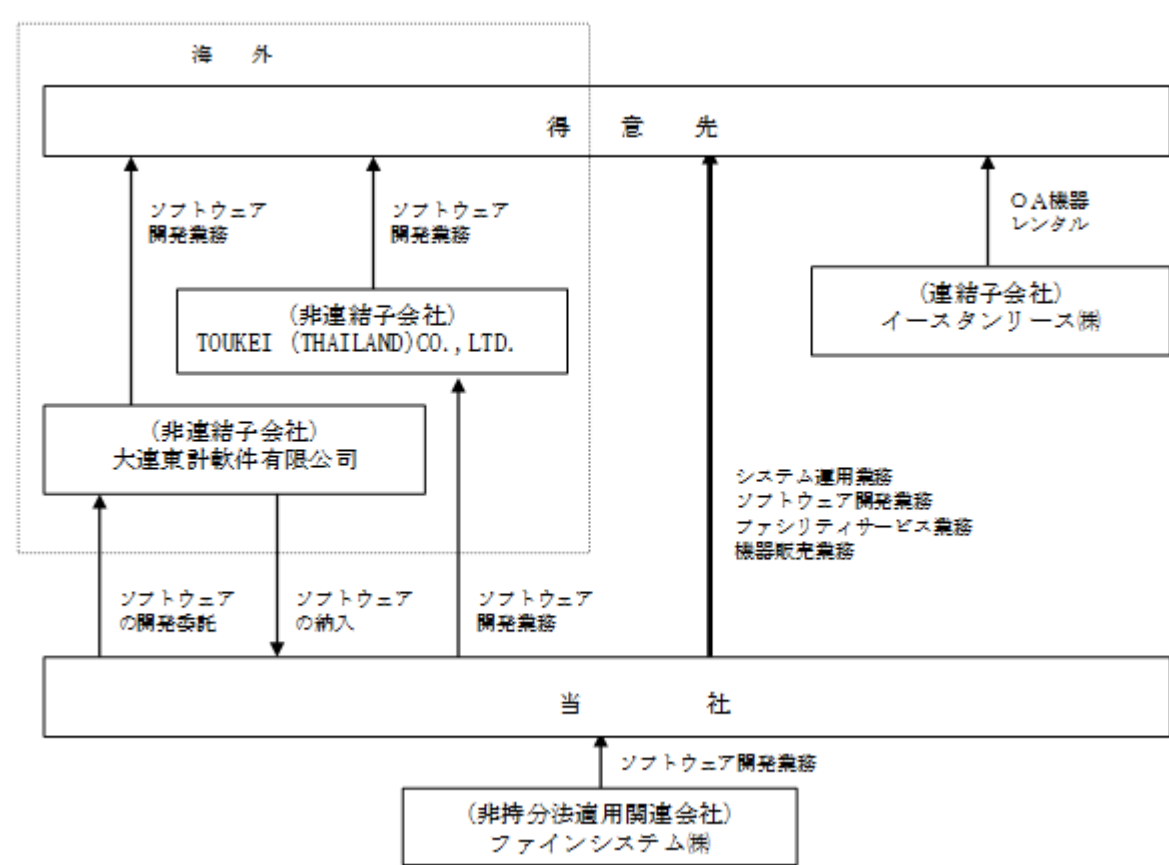 海 外
得 意 先
ソフトウェア
開発業務
ソフトウェア
開発業務
OA機器
レンタル
(連結子会社)
イースタンリース㈱
(非連結子会社)
TOUKEI (THAILAND)CO.,LTD.
(非連結子会社)
大連東計軟件有限公司
システム運用業務
ソフトウェア開発業務
ファシリティサービス業務
機器販売業務
ソフトウェア
の開発委託
ソフトウェア
の納入
ソフトウェア
開発業務
当 社
ソフトウェア開発業務
(非持分法適用関連会社)
ファインシステム㈱